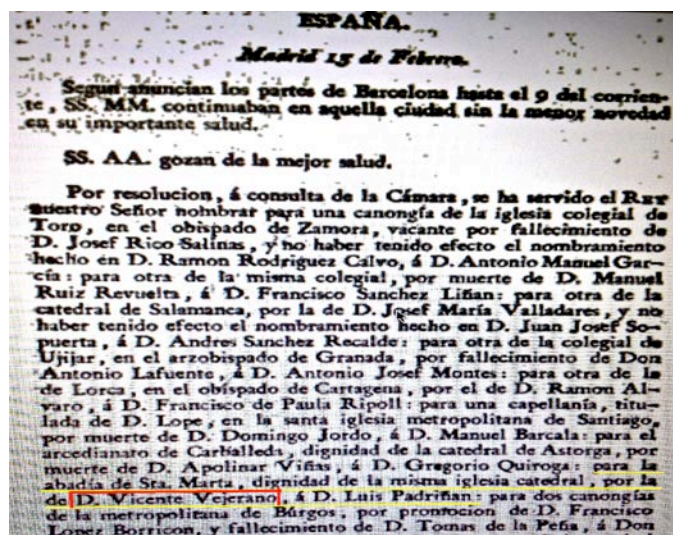 ESPAÑA.
Madrid 15 de Febrero.
Segun anuncian los partes de Barcelona hasta el 9 del corrien-
te, SS. MM. continuaban en aquella ciudad sin la menor novedad
en su importante salud.
SS. AA. gozan de la mejor salud.
Por resolucion, á consulta de la Cámara, se ha servido el REY
nuestro Señor nombrar para una canongía de la iglesia colegial de
Toro, en el obispado de Zamora, vacante por fallecimiento de
D. Josef Rico Salinas, y no haber tenido efecto el nombramiento
hecho en D. Ramon Rodriguez Calvo, á D. Antonio Manuel Gar-
cía: para otra de la misma colegial, por muerte de D. Manuel
Ruiz Revuelta, á D. Francisco Sanchez Liñan: para otra de la
catedral de Salamanca, por la de D. Josef María Valladares, y no
haber tenido efecto el nombramiento hecho en D. Juan Josef So-
puerta, á D. Andres Sanchez Recalde: para otra de la colegial de
Ujijar, en el arzobispado de Granada, por fallecimiento de Don
Antonio Lafuente, á D. Antonio Josef Montes: para otra de la
de Lorca, en el obispado de Cartagena, por el de D. Ramon Al-
varo, á D. Francisco de Paula Ripoll: para una capellanía, titu-
lada de D. Lope, en la santa iglesia metropolitana de Santiago,
por muerte de D. Domingo Jordo, á D. Manuel Barcala: para el
arcedianato de Carballeda, dignidad de la catedral de Astorga, por
muerte de D. Apolinar Viñas, á D. Gregorio Quiroga: para la
abadía de Sta. Marta, dignidad de la misma iglesia catedral, por la
de D. Vicente Vejerano, á D. Luis Padriñan: para dos canongías
de la metropolitana de Búrgos, por promocion de D. Francisco
Lopez Borricon, y fallecimiento de D. Tomas de la Peña, á Don